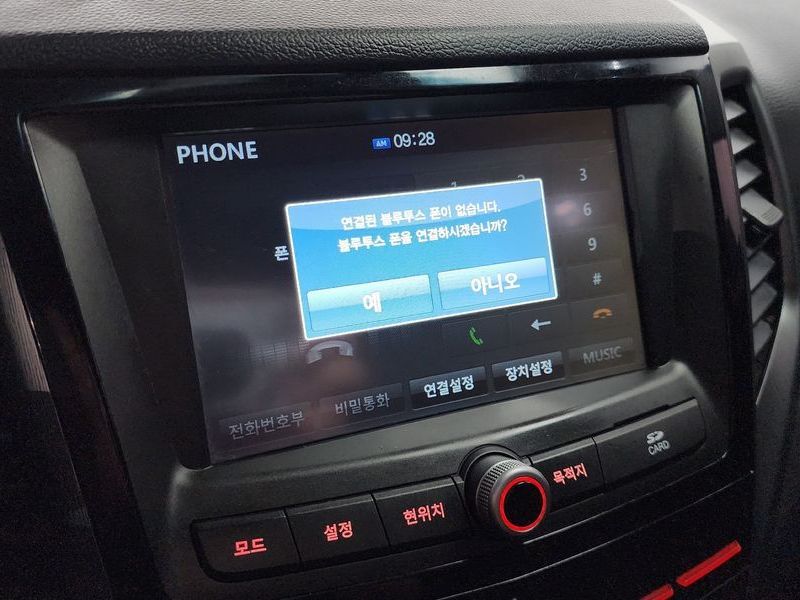 PHONE
AM 09:28
3
연결된 블루투스 폰이 없습니다.
블루투스 폰을 연결하시겠습니까?
6
폰
9
예
아니오
#
전화번호부
비밀통화
연결설정
장치설정
MUSIC
모드
설정
현위치
목적지
SD
CARD